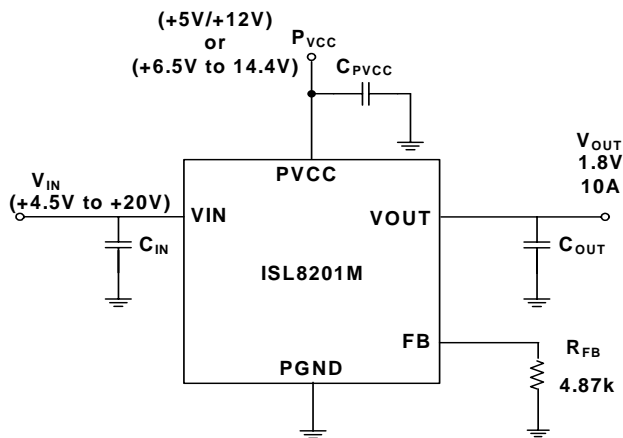 (+5V/+12V)
or
(+6.5V to 14.4V)
PVCC
CPVCC
VIN
(+4.5V to +20V)
CIN
VIN
PVCC
VOUT
ISL8201M
FB
PGND
VOUT
1.8V
10A
COUT
RFB
4.87k